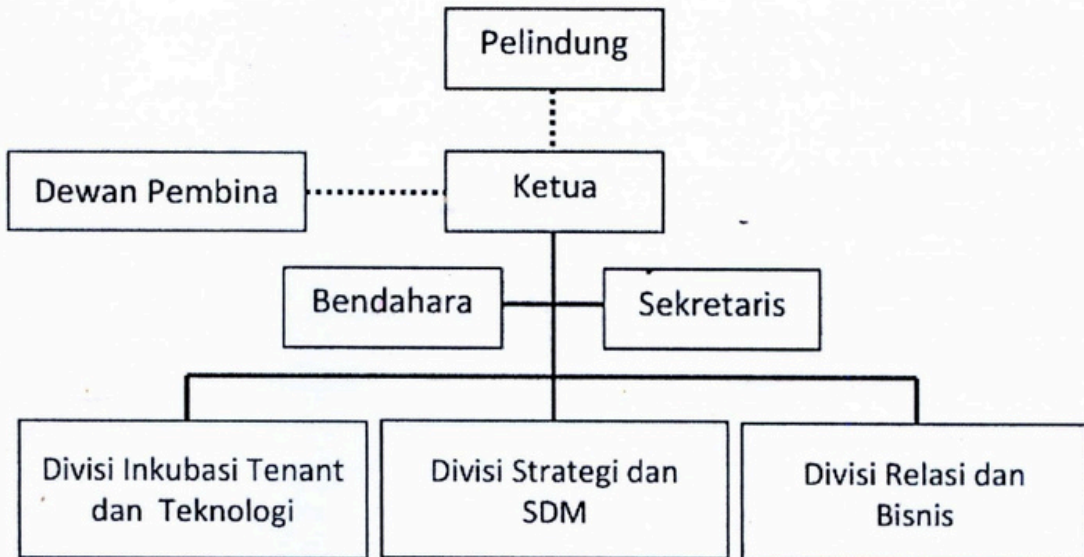 Pelindung
Dewan Pembina
Ketua
Bendahara
Sekretaris
Divisi Inkubasi Tenant
dan Teknologi
Divisi Strategi dan
SDM
Divisi Relasi dan
Bisnis